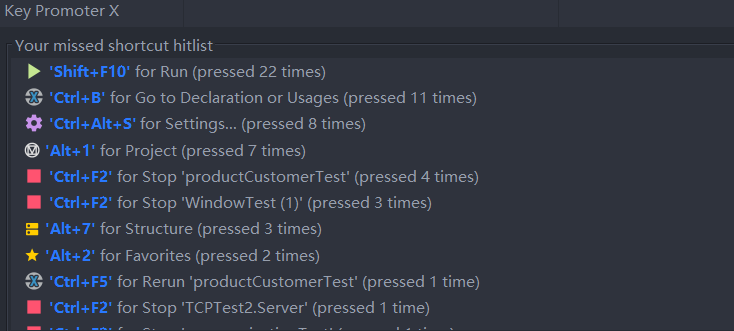 Key Promoter X
Your missed shortcut hitlist
'Shift+F10' for Run (pressed 22 times)
'Ctrl+B' for Go to Declaration or Usages (pressed 11 times)
'Ctrl+Alt+S' for Settings... (pressed 8 times)
'Alt+1' for Project (pressed 7 times)
'Ctrl+F2' for Stop 'productCustomerTest' (pressed 4 times)
'Ctrl+F2' for Stop 'WindowTest (1)' (pressed 3 times)
'Alt+7' for Structure (pressed 3 times)
'Alt+2' for Favorites (pressed 2 times)
'Ctrl+F5' for Rerun 'productCustomerTest' (pressed 1 time)
'Ctrl+F2' for Stop 'TCPTest2.Server' (pressed 1 time)